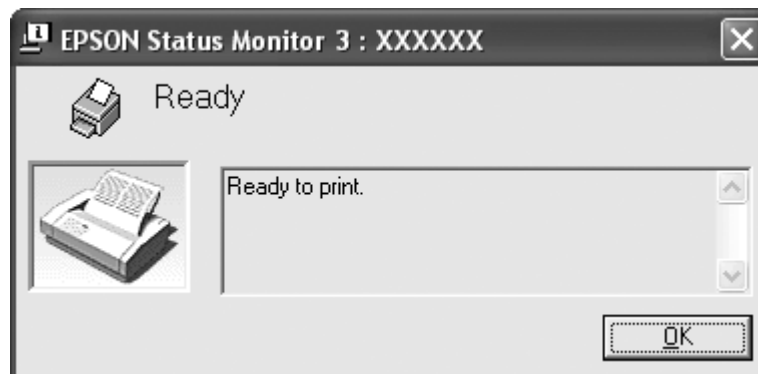 EPSON Status Monitor 3 : XXXXXX
Ready
Ready to print.
OK